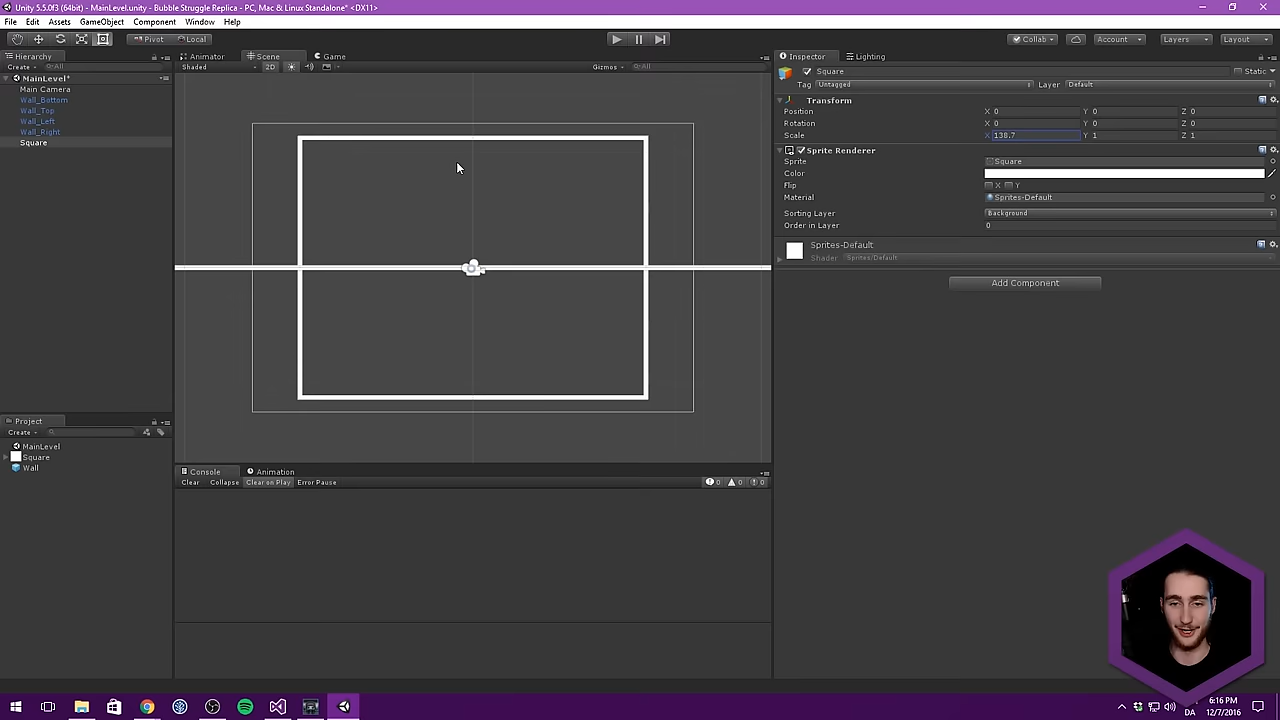 Unity 5.5.0f3 (64bit) - MainLevel.unity - Bubble Struggle Replica - PC, Mac & Linux Standalone* <DX11>
File Edit Assets GameObject Component Window Help
Pivot Local Collab Account Layers Layout
Hierarchy Animator Scene Game Inspector Lighting
Create All Shaded 2D Gizmos All Square Static
MainLevel* Tag Untagged Layer Default
Main Camera
Wall_Bottom Transform
Wall_Top Position X 0 Y 0 Z 0
Wall_Left Rotation X 0 Y 0 Z 0
Wall_Right Scale X 138.7 Y 1 Z 1
Square Sprite Renderer
Sprite Square
Color
Flip X Y
Material Sprites-Default
Sorting Layer Background
Order in Layer 0
Sprites-Default
Shader Sprites/Default
Add Component
Project
Create
MainLevel
Square
Wall
Console Animation
Clear Collapse Clear on Play Error Pause 0 0 0
6:16 PM
DA
12/7/2016